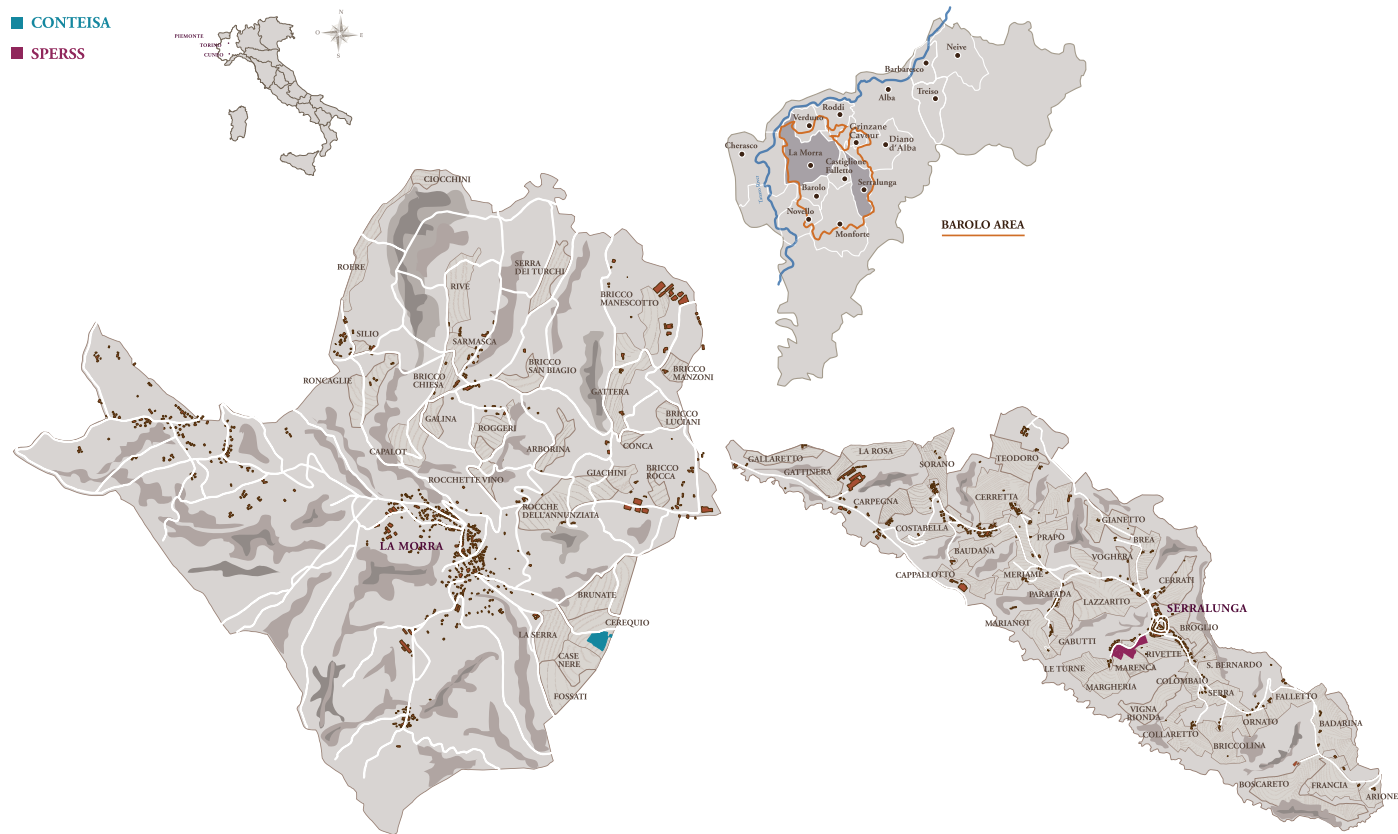 CONTEISA
SPERSS
PIEMONTE
TORINO
CUNEO
N
O
E
S
Neive
Barbaresco
Alba
Treiso
Roddi
Verduno
Grinzane
Cavour
Diano
d'Alba
Cherasco
La Morra
Castiglione
Falletto
Barolo
Serralunga
Novello
Monforte
BAROLO AREA
CIOCCHINI
ROERE
SERRA
DEI TURCHI
RIVE
BRICCO
MANESCOTTO
SILIO
SARMASCA
BRICCO
SAN BIAGIO
BRICCO
MANZONI
RONCAGLIE
BRICCO
CHIESA
GATTERA
GALINA
ROGGERI
BRICCO
LUCIANI
CAPALOT
ARBORINA
CONCA
ROCCHETTEVINO
GIACHINI
BRICCO
ROCCA
ROCCHE
DELL'ANNUNZIATA
LA MORRA
BRUNATE
CEREQUIO
LA SERRA
CASE
NERE
FOSSATI
GALLARETTO
LA ROSA
GATTINERA
SORANO
TEODORO
CARPEGNA
CERRETTA
COSTABELLA
GIANETTO
PRAPÒ
BREA
BAUDANA
VOGHERA
CAPPALLOTTO
MERIAME
CERRATI
PARAFADA
LAZZARITO
SERRALUNGA
MARIANOT
BROGLIO
GABUTTI
RIVETTE
LE TURNE
MARENCA
S. BERNARDO
MARGHERIA
COLOMBAIO
SERRA
FALLETTO
VIGNA
RIONDA
ORNATO
BADARINA
COLLARETTO
BRICCOLINA
BOSCARETO
FRANCIA
ARIONE